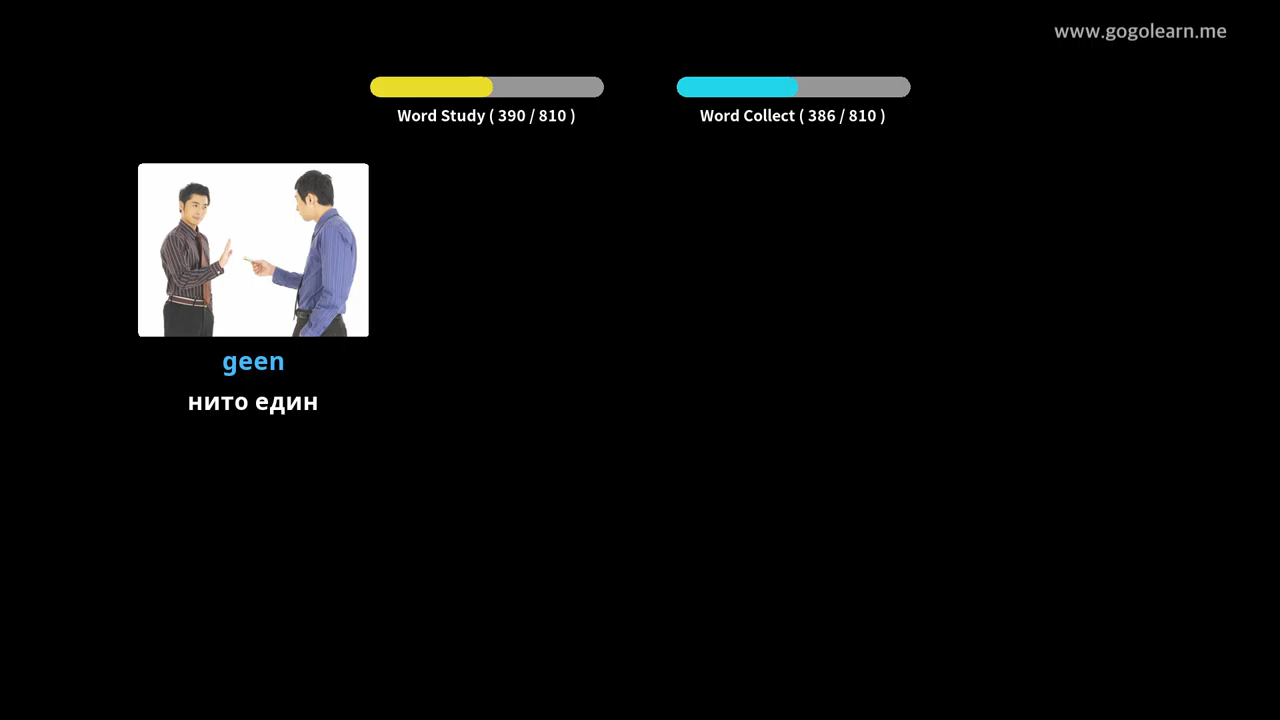 www.gogolearn.me
Word Study ( 390 / 810 )
Word Collect ( 386 / 810 )
geen
нито един